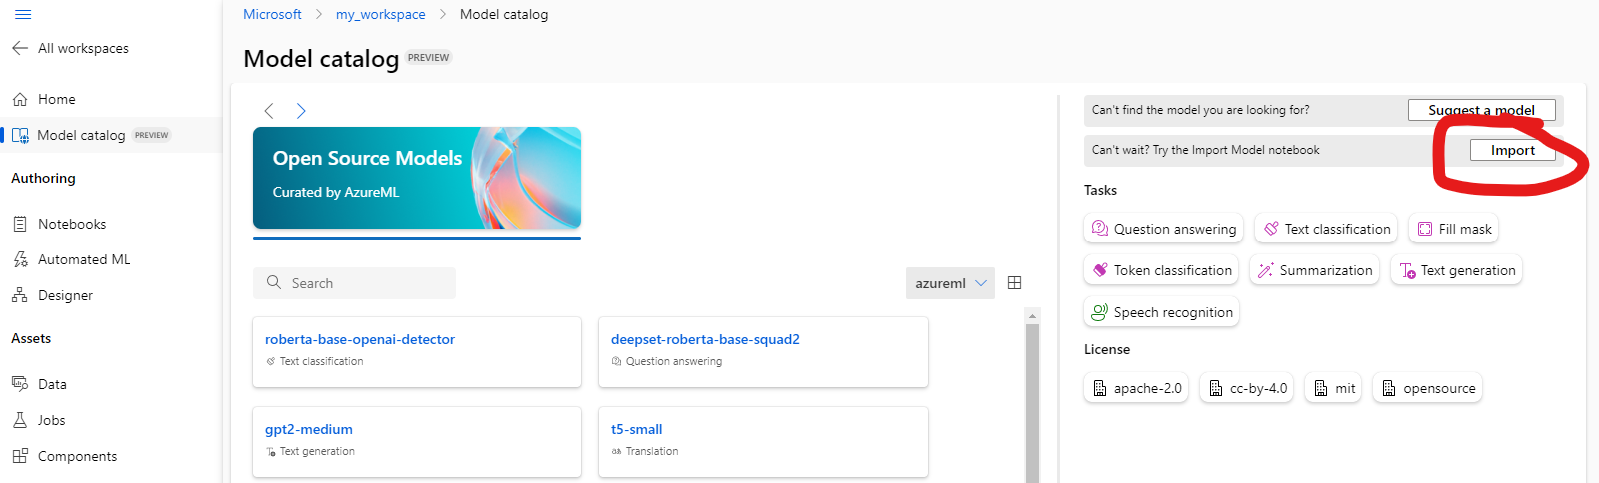 Microsoft > my_workspace > Model catalog
All workspaces
Home
Model catalog PREVIEW
Authoring
Notebooks
Automated ML
Designer
Assets
Data
Jobs
Components
Model catalog PREVIEW
Open Source Models
Curated by AzureML
Search
azureml
roberta-base-openai-detector
Text classification
deepset-roberta-base-squad2
Question answering
gpt2-medium
Text generation
t5-small
Translation
Can't find the model you are looking for? Suggest a model
Can't wait? Try the Import Model notebook Import
Tasks
Question answering Text classification Fill mask
Token classification Summarization Text generation
Speech recognition
License
apache-2.0 cc-by-4.0 mit opensource